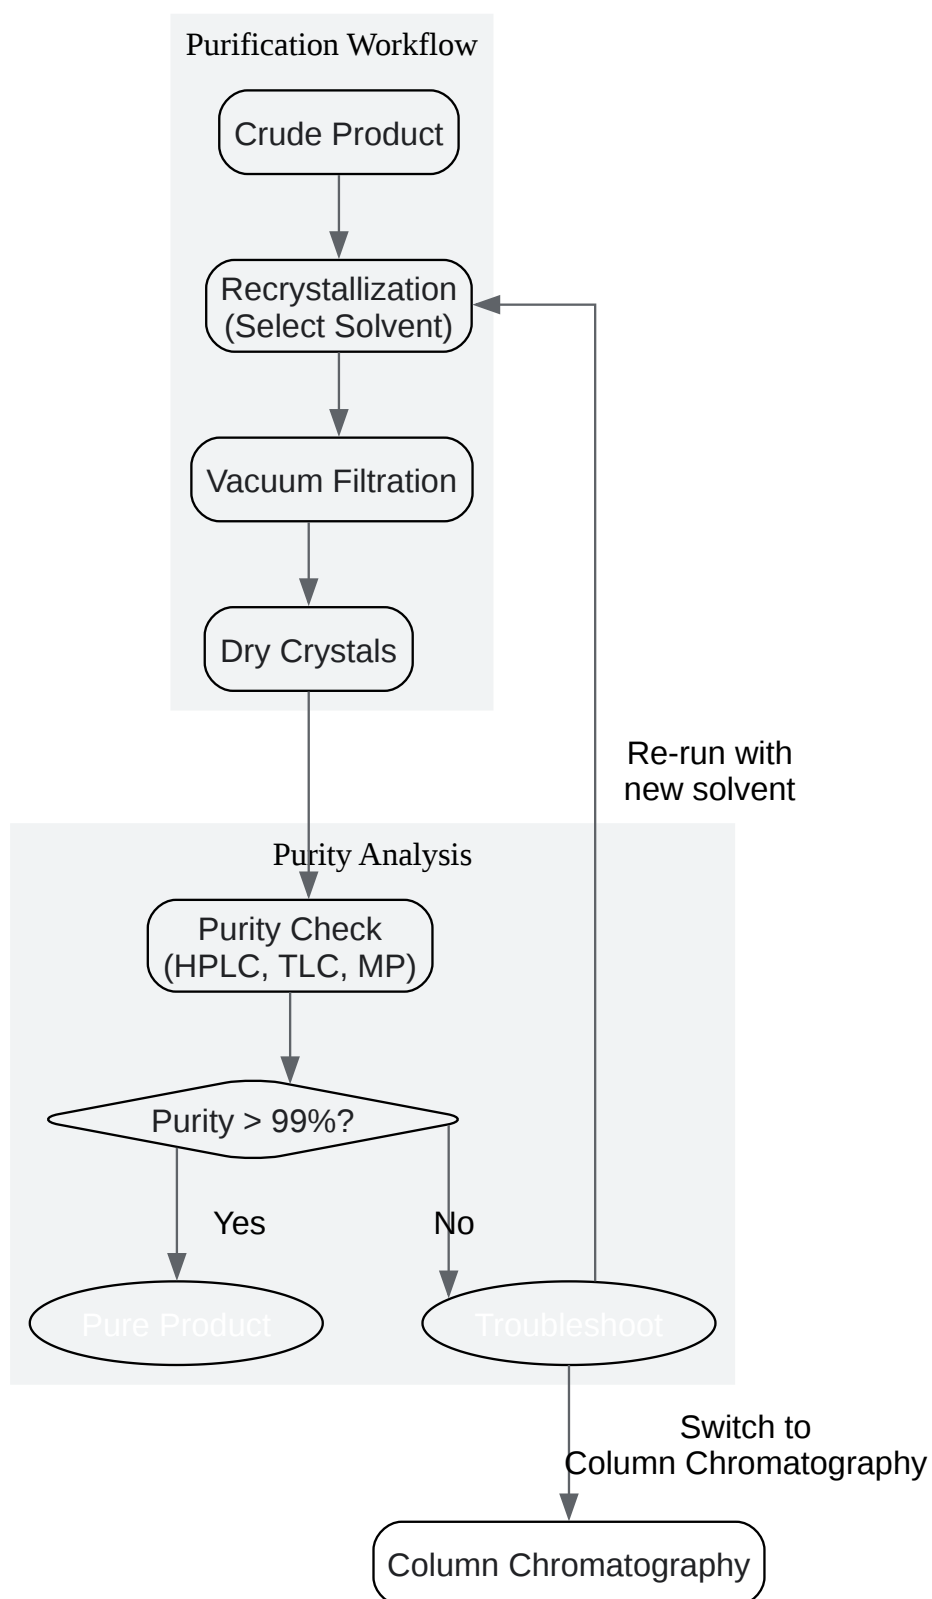 Purification Workflow
Crude Product
Recrystallization
(Select Solvent)
Vacuum Filtration
Dry Crystals
Re-run with
new solvent
Purity Analysis
Purity Check
(HPLC, TLC, MP)
Purity > 99%?
Yes
No
Pure Product
Troubleshoot
Switch to
Column Chromatography
Column Chromatography